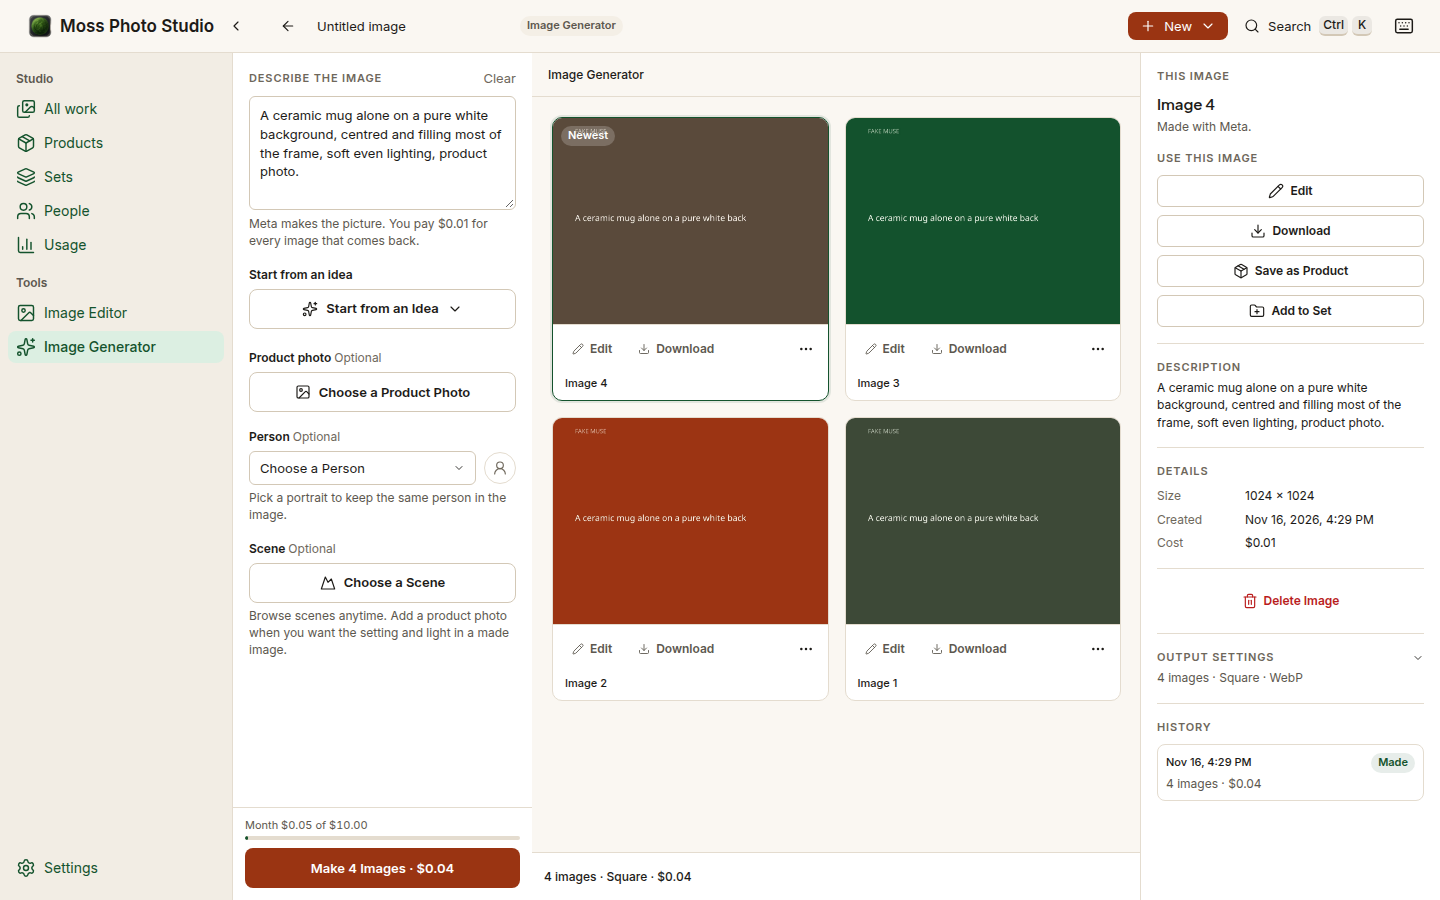 Moss Photo Studio
Untitled image
Image Generator
New
Search
Ctrl
K
Studio
All work
Products
Sets
People
Usage
Tools
Image Editor
Image Generator
Settings
DESCRIBE THE IMAGE
Clear
A ceramic mug alone on a pure white
background, centred and filling most of
the frame, soft even lighting, product
photo.
Meta makes the picture. You pay $0.01 for
every image that comes back.
Start from an idea
Start from an Idea
Product photo Optional
Choose a Product Photo
Person Optional
Choose a Person
Pick a portrait to keep the same person in the
image.
Scene Optional
Choose a Scene
Browse scenes anytime. Add a product photo
when you want the setting and light in a made
image.
Month $0.05 of $10.00
Make 4 Images · $0.04
Image Generator
Newest
A ceramic mug alone on a pure white back
Edit
Download
Image 4
FAKE MUSE
A ceramic mug alone on a pure white back
Edit
Download
Image 3
FAKE MUSE
A ceramic mug alone on a pure white back
Edit
Download
Image 2
FAKE MUSE
A ceramic mug alone on a pure white back
Edit
Download
Image 1
4 images · Square · $0.04
THIS IMAGE
Image 4
Made with Meta.
USE THIS IMAGE
Edit
Download
Save as Product
Add to Set
DESCRIPTION
A ceramic mug alone on a pure white
background, centred and filling most of the
frame, soft even lighting, product photo.
DETAILS
Size 1024 × 1024
Created Nov 16, 2026, 4:29 PM
Cost $0.01
Delete Image
OUTPUT SETTINGS
4 images · Square · WebP
HISTORY
Nov 16, 4:29 PM
Made
4 images · $0.04